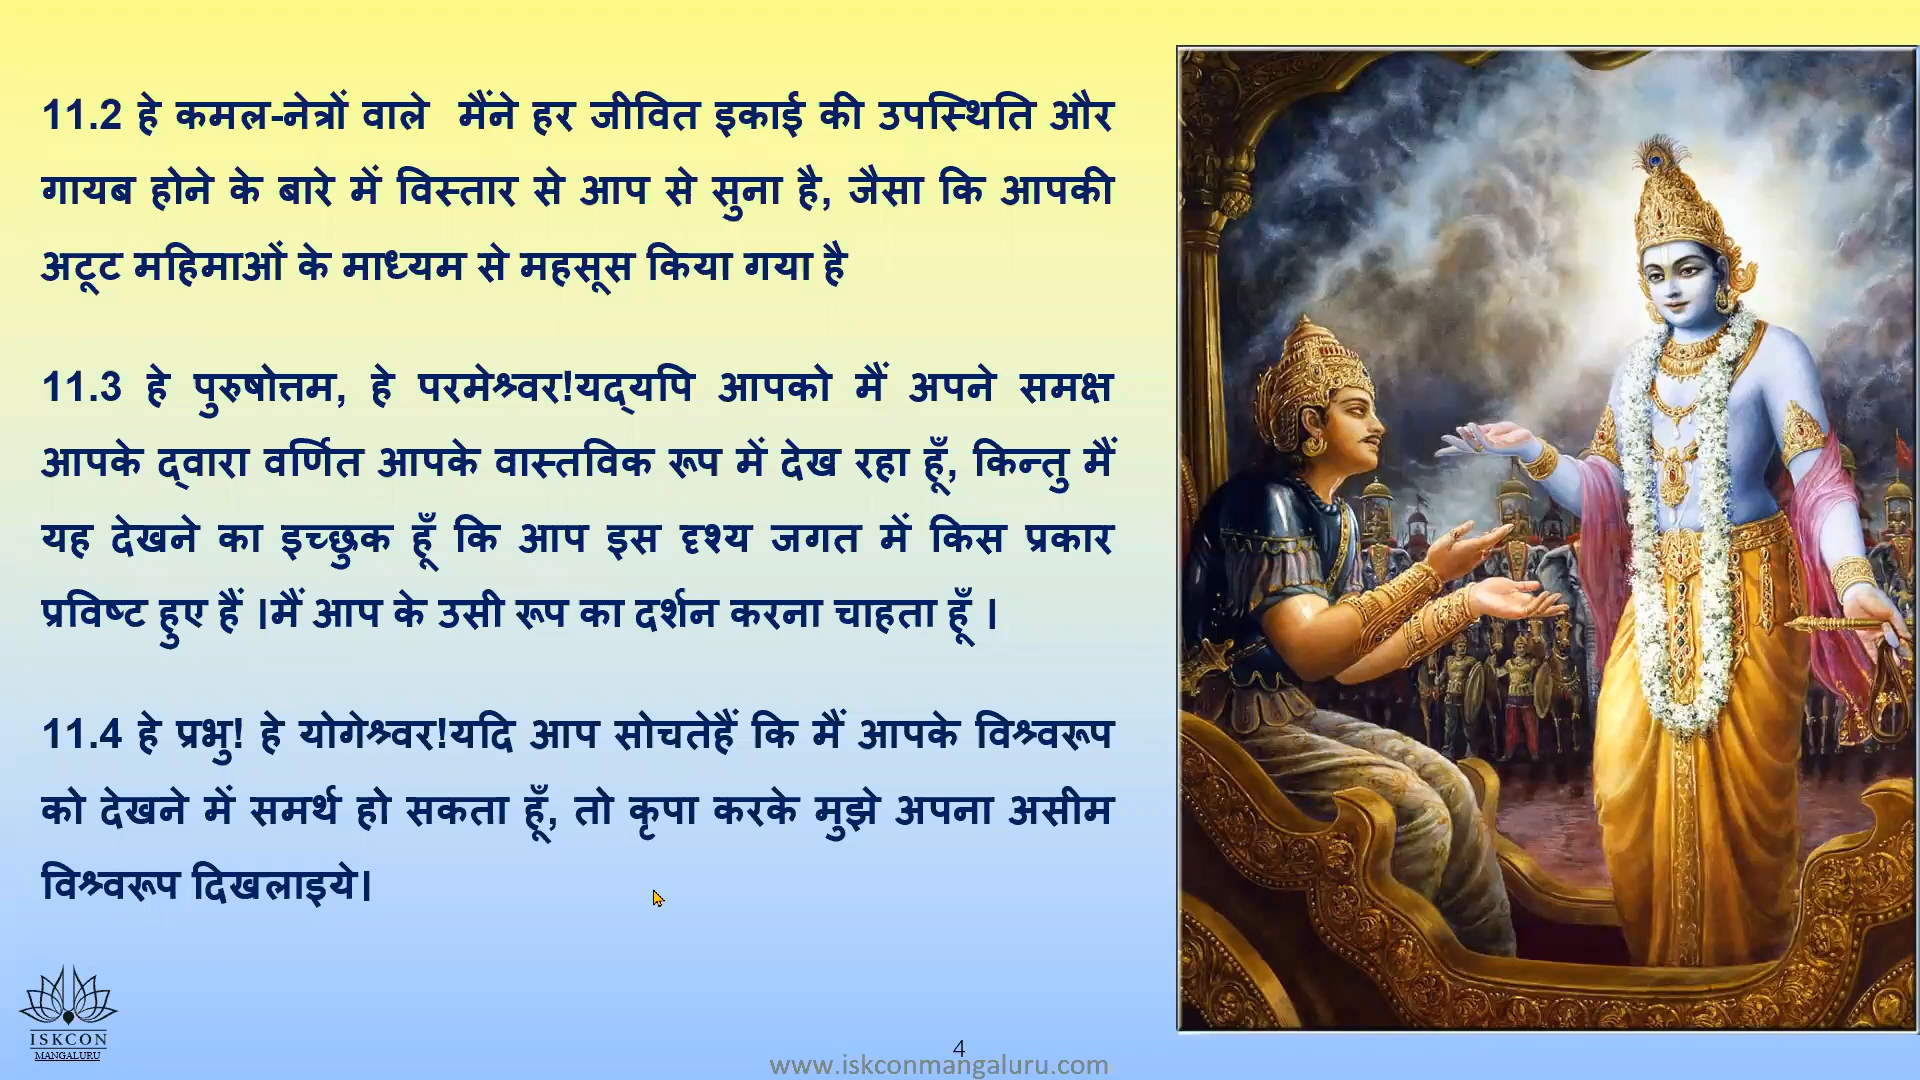 11.2 हे कमल-नेत्रों वाले मैंने हर जीवित इकाई की उपस्थिति और
गायब होने के बारे में विस्तार से आप से सुना है, जैसा कि आपकी
अटूट महिमाओं के माध्यम से महसूस किया गया है
11.3 हे पुरुषोत्तम, हे परमेश्र्वर!यद्यपि आपको मैं अपने समक्ष
आपके द्वारा वर्णित आपके वास्तविक रूप में देख रहा हूँ, किन्तु मैं
यह देखने का इच्छुक हूँ कि आप इस दृश्य जगत में किस प्रकार
प्रविष्ट हुए हैं ।मैं आप के उसी रूप का दर्शन करना चाहता हूँ ।
11.4 हे प्रभु! हे योगेश्र्वर!यदि आप सोचतेहैं कि मैं आपके विश्र्वरूप
को देखने में समर्थ हो सकता हूँ, तो कृपा करके मुझे अपना असीम
विश्र्वरूप दिखलाइये।
ISKCON
MANGALURU
4
www.iskconmangaluru.com